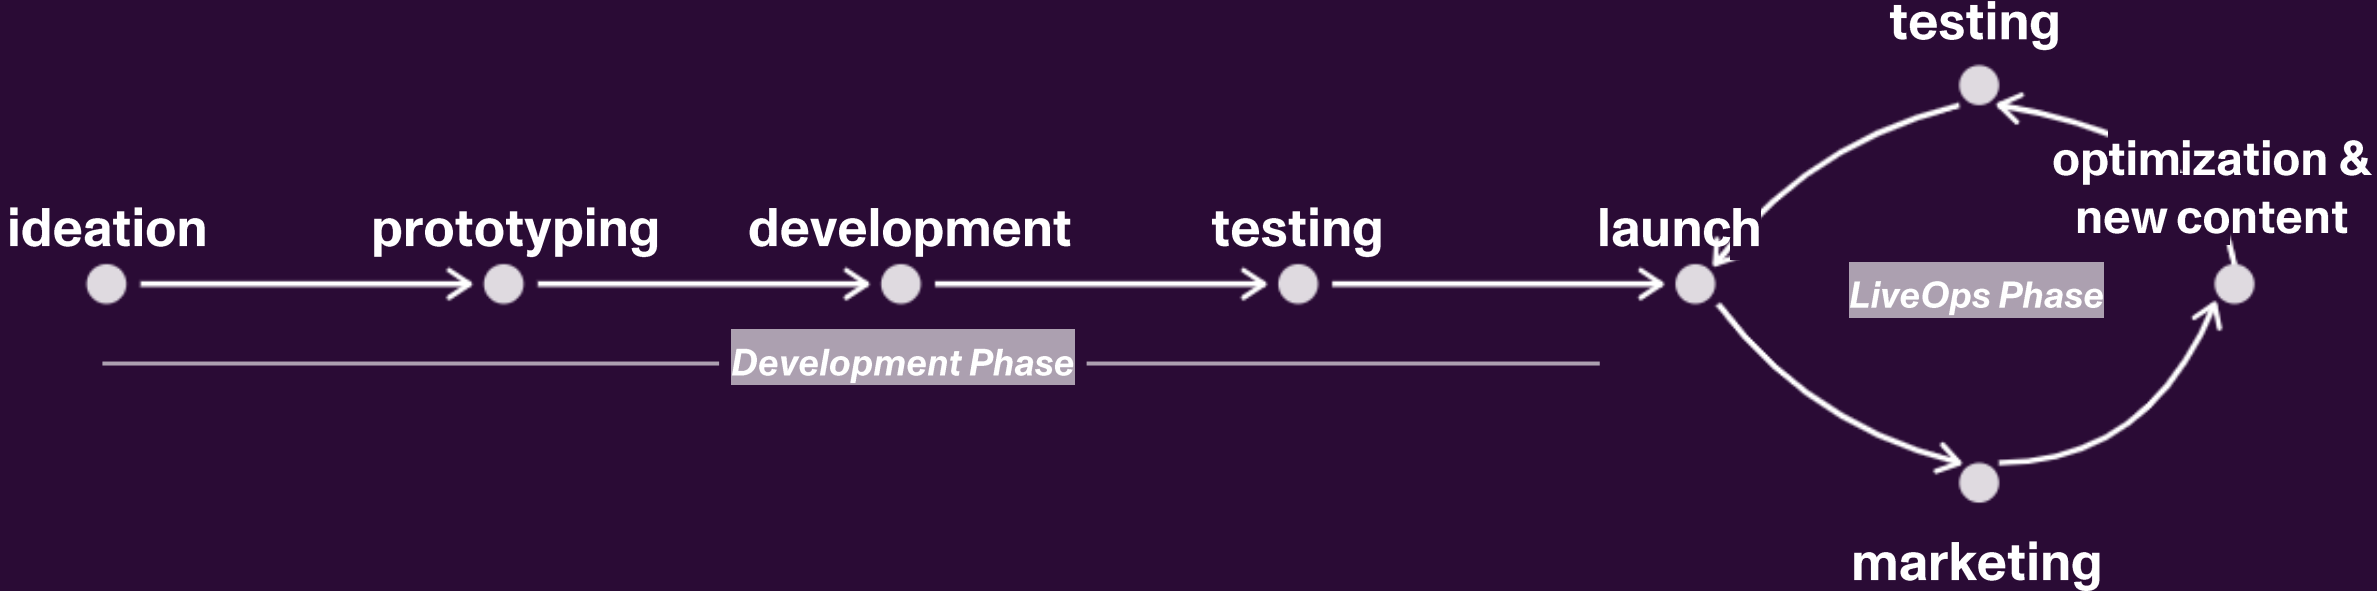 testing
optimization &
new content
ideation
prototyping
development
testing
launch
LiveOps Phase
Development Phase
marketing